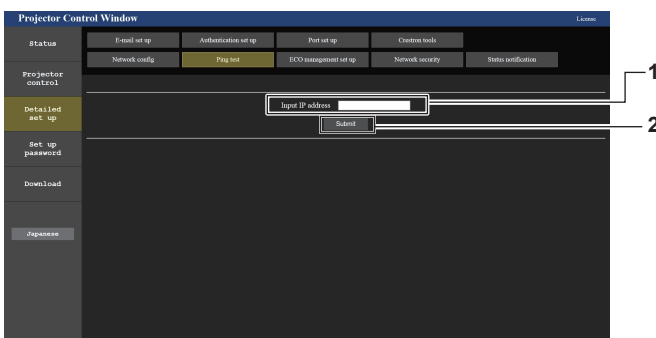 Projector Control Window License
Status
E-mail set up Authentication set up Port set up Crestron tools
Network config Ping test ECO management set up Network security Status notification
Projector
control
Detailed
set up
Set up
password
Download
Japanese
Input IP address
Submit
1
2